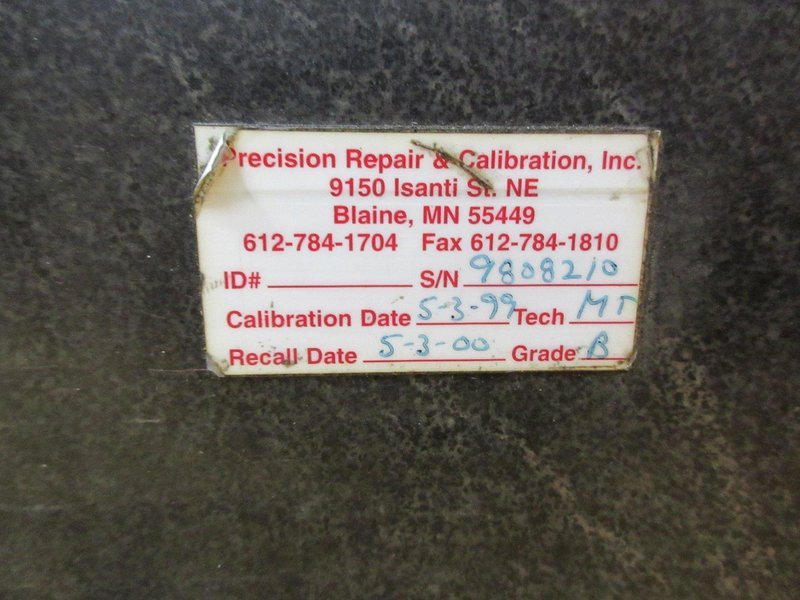 Precision Repair & Calibration, Inc.
9150 Isanti St. NE
Blaine, MN 55449
612-784-1704 Fax 612-784-1810
ID# S/N 9808210
Calibration Date 5-3-99 Tech MT
Recall Date 5-3-00 Grade B